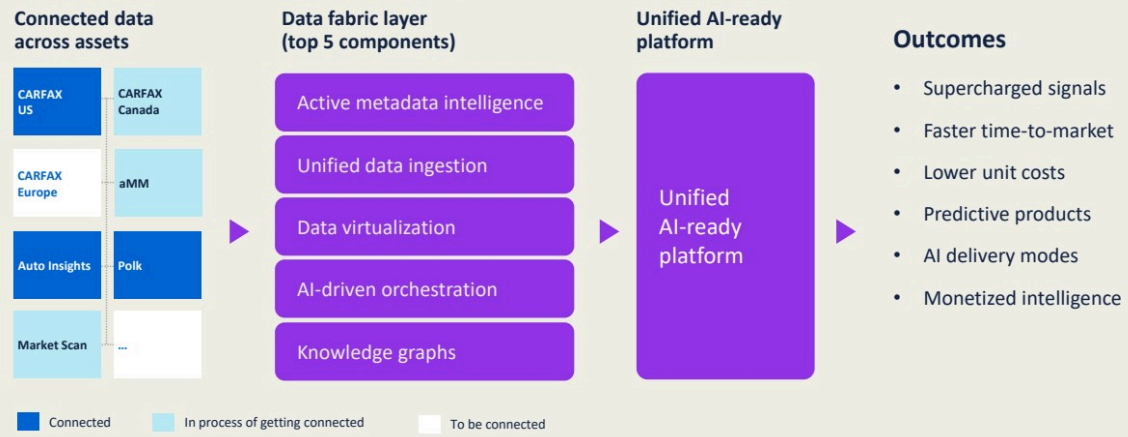 Connected data
across assets
CARFAX
US
CARFAX
Canada
CARFAX
Europe
aMM
Auto Insights
Polk
Market Scan
...
Data fabric layer
(top 5 components)
Active metadata intelligence
Unified data ingestion
Data virtualization
AI-driven orchestration
Knowledge graphs
Unified AI-ready
platform
Unified
AI-ready
platform
Outcomes
• Supercharged signals
• Faster time-to-market
• Lower unit costs
• Predictive products
• AI delivery modes
• Monetized intelligence
Connected
In process of getting connected
To be connected